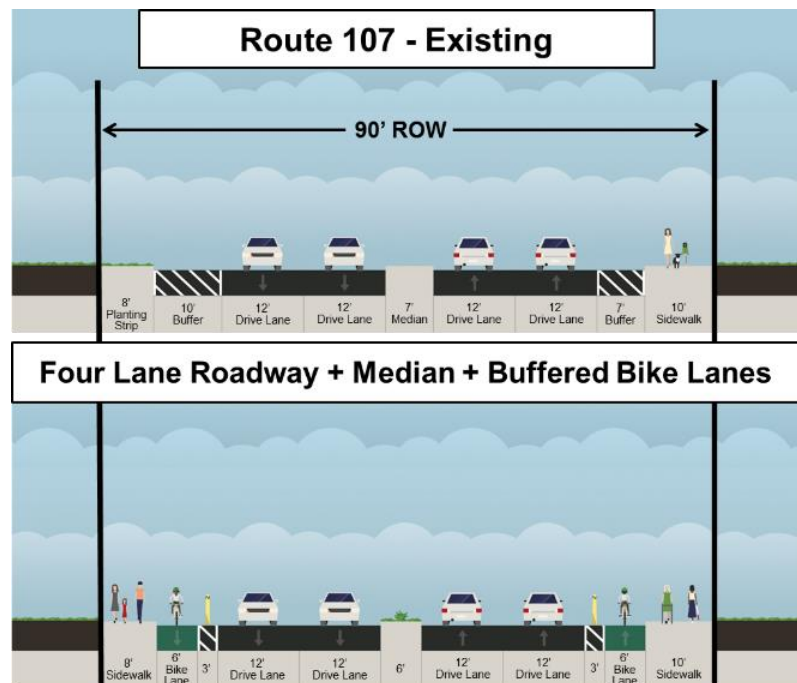 Route 107 - Existing
90' ROW
8'
Planting
Strip
10'
Buffer
12'
Drive Lane
12'
Drive Lane
7'
Median
12'
Drive Lane
12'
Drive Lane
7'
Buffer
10'
Sidewalk
Four Lane Roadway + Median + Buffered Bike Lanes
8'
Sidewalk
6'
Bike
Lane
3'
12'
Drive Lane
12'
Drive Lane
6'
12'
Drive Lane
12'
Drive Lane
3'
6'
Bike
Lane
10'
Sidewalk